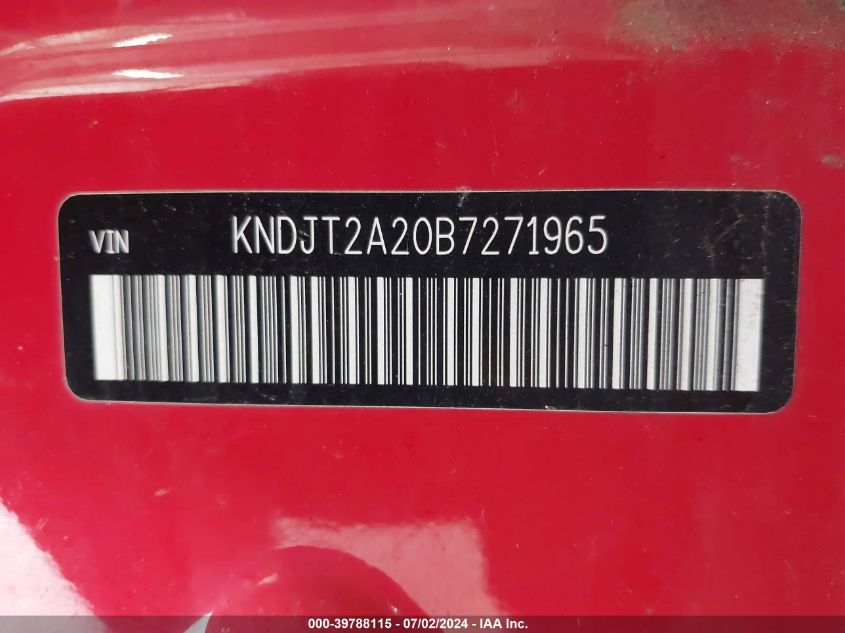 VIN KNDJT2A20B7271965
000-39788115 - 07/02/2024 - IAA Inc.